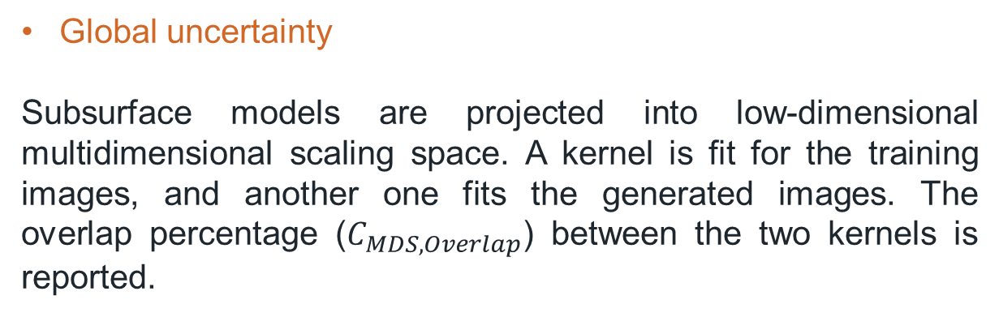 • Global uncertainty
Subsurface models are projected into low-dimensional
multidimensional scaling space. A kernel is fit for the training
images, and another one fits the generated images. The
overlap percentage (C_{MDS,Overlap}) between the two kernels is
reported.